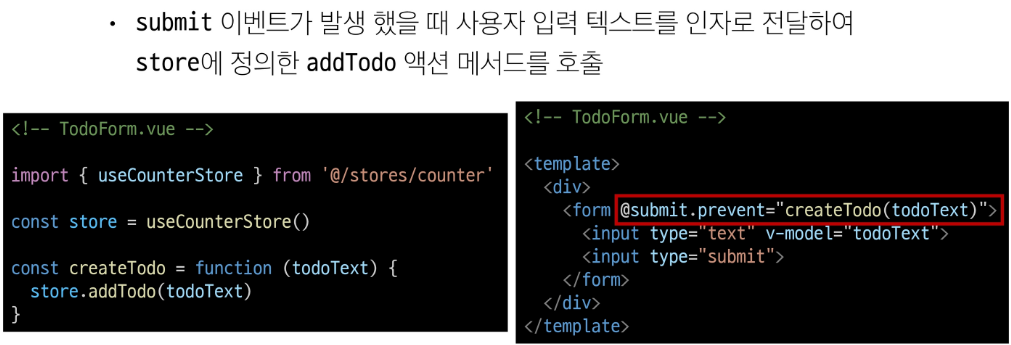 • submit 이벤트가 발생 했을 때 사용자 입력 텍스트를 인자로 전달하여
store에 정의한 addTodo 액션 메서드를 호출
<!-- TodoForm.vue -->
import { useCounterStore } from '@/stores/counter'
const store = useCounterStore()
const createTodo = function (todoText) {
  store.addTodo(todoText)
}
<!-- TodoForm.vue -->
<template>
  <div>
    <form @submit.prevent="createTodo(todoText)">
      <input type="text" v-model="todoText">
      <input type="submit">
    </form>
  </div>
</template>